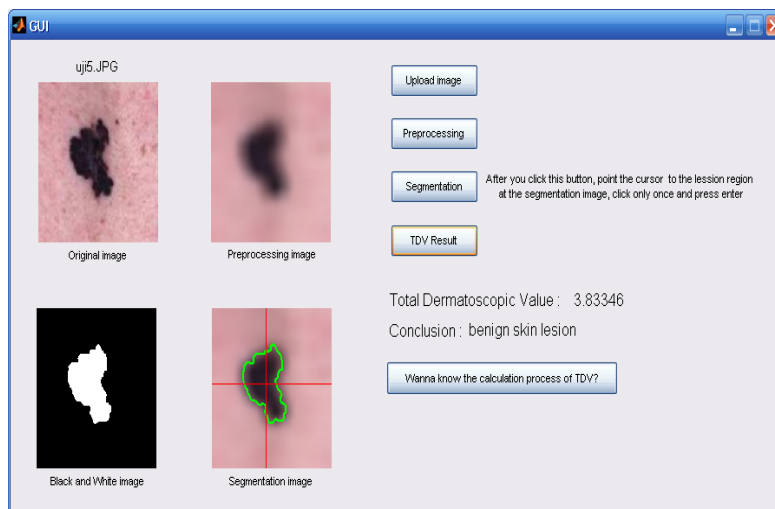 GUI
uji5.JPG
Original image
Preprocessing image
Black and White image
Segmentation image
Upload image
Preprocessing
Segmentation
After you click this button, point the cursor to the lession region
at the segmentation image, click only once and press enter
TDV Result
Total Dermatoscopic Value : 3.83346
Conclusion : benign skin lesion
Wanna know the calculation process of TDV?